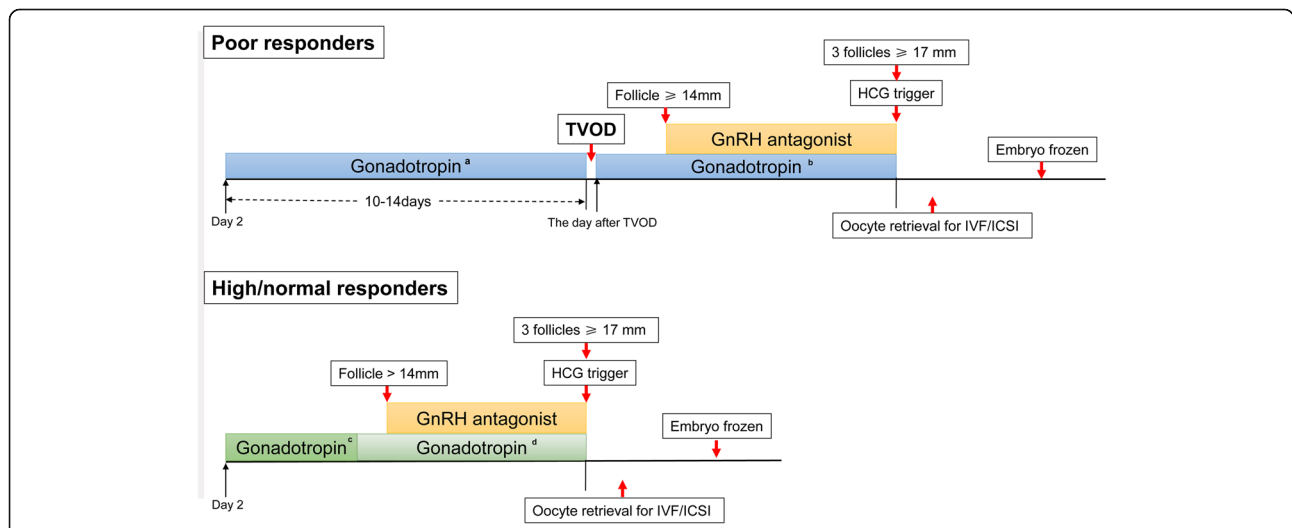 Poor responders
3 follicles ⩾ 17 mm
Follicle ⩾ 14mm
HCG trigger
TVOD
GnRH antagonist
Gonadotropin a
Gonadotropin b
Embryo frozen
10-14days
Day 2
The day after TVOD
Oocyte retrieval for IVF/ICSI
High/normal responders
3 follicles ⩾ 17 mm
Follicle > 14mm
HCG trigger
GnRH antagonist
Gonadotropin c
Gonadotropin d
Embryo frozen
Day 2
Oocyte retrieval for IVF/ICSI